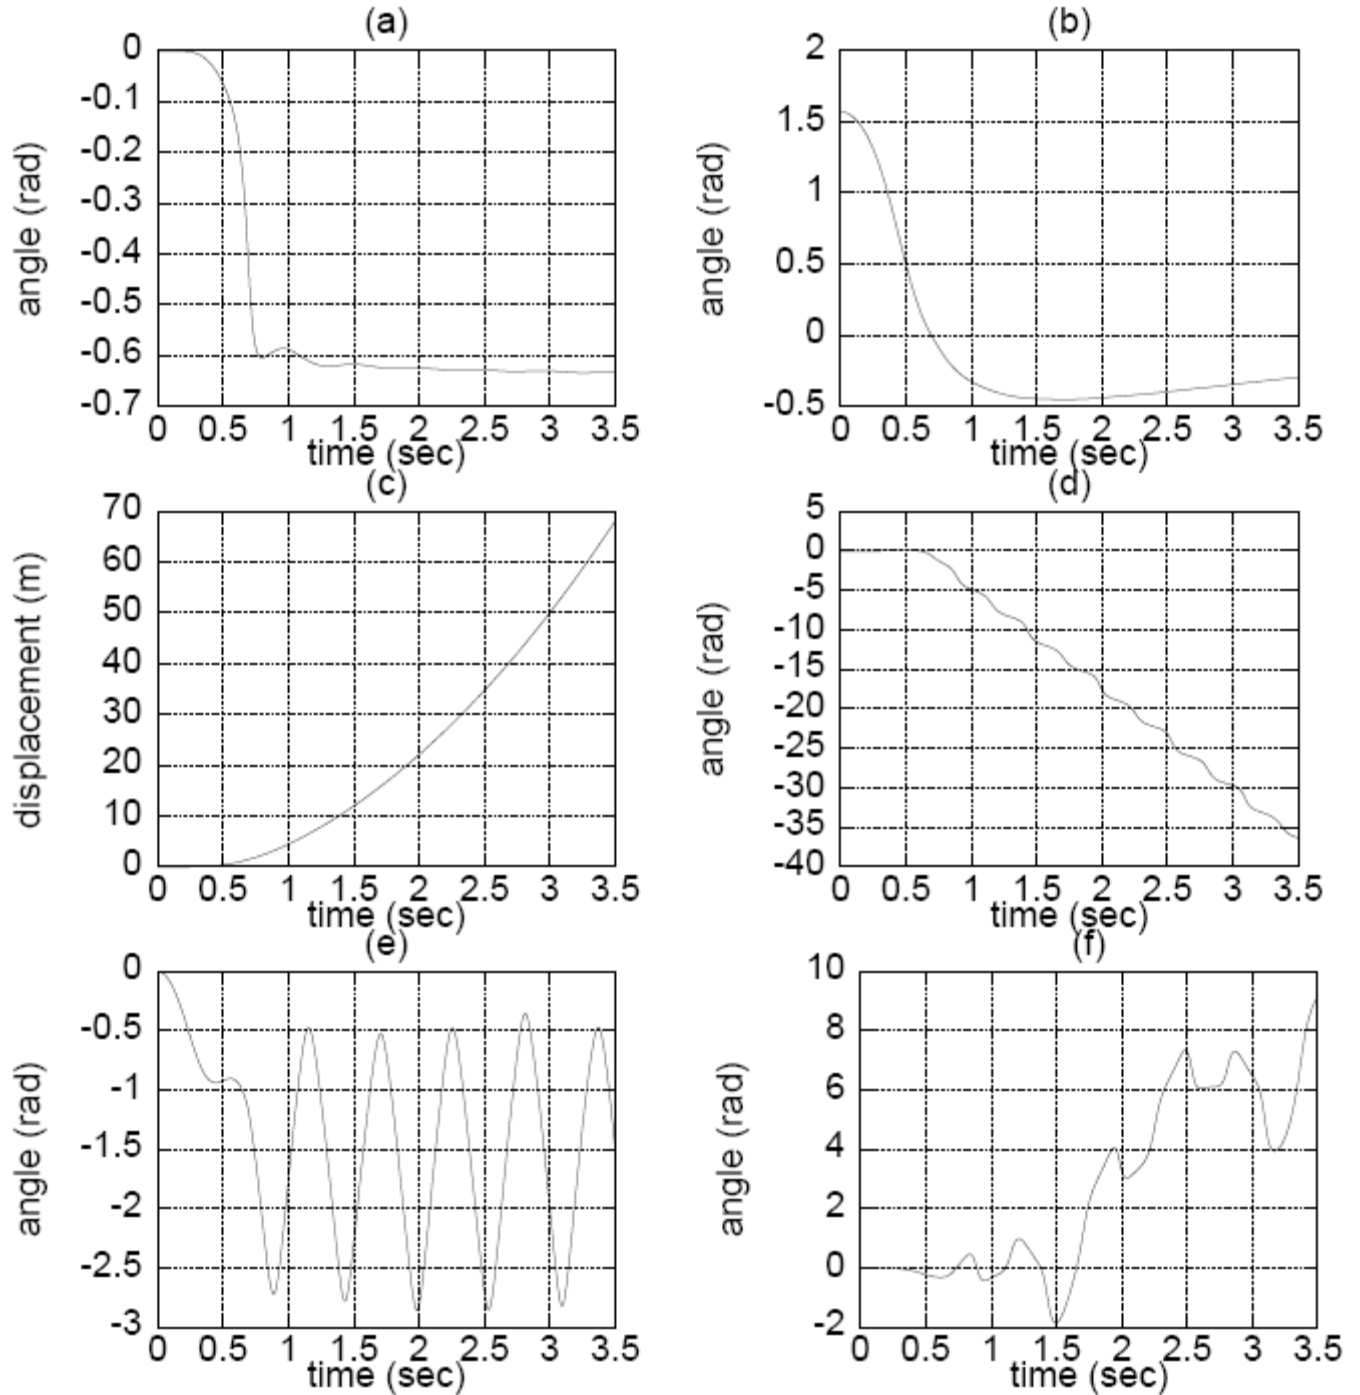 (a)
0
-0.1
-0.2
-0.3
-0.4
-0.5
-0.6
-0.7
angle (rad)
0 0.5 1 1.5 2 2.5 3 3.5
time (sec)
(b)
2
1.5
1
0.5
0
-0.5
angle (rad)
0 0.5 1 1.5 2 2.5 3 3.5
time (sec)
(c)
70
60
50
40
30
20
10
0
displacement (m)
0 0.5 1 1.5 2 2.5 3 3.5
time (sec)
(d)
5
0
-5
-10
-15
-20
-25
-30
-35
-40
angle (rad)
0 0.5 1 1.5 2 2.5 3 3.5
time (sec)
(e)
0
-0.5
-1
-1.5
-2
-2.5
-3
angle (rad)
0 0.5 1 1.5 2 2.5 3 3.5
time (sec)
(f)
10
8
6
4
2
0
-2
angle (rad)
0 0.5 1 1.5 2 2.5 3 3.5
time (sec)